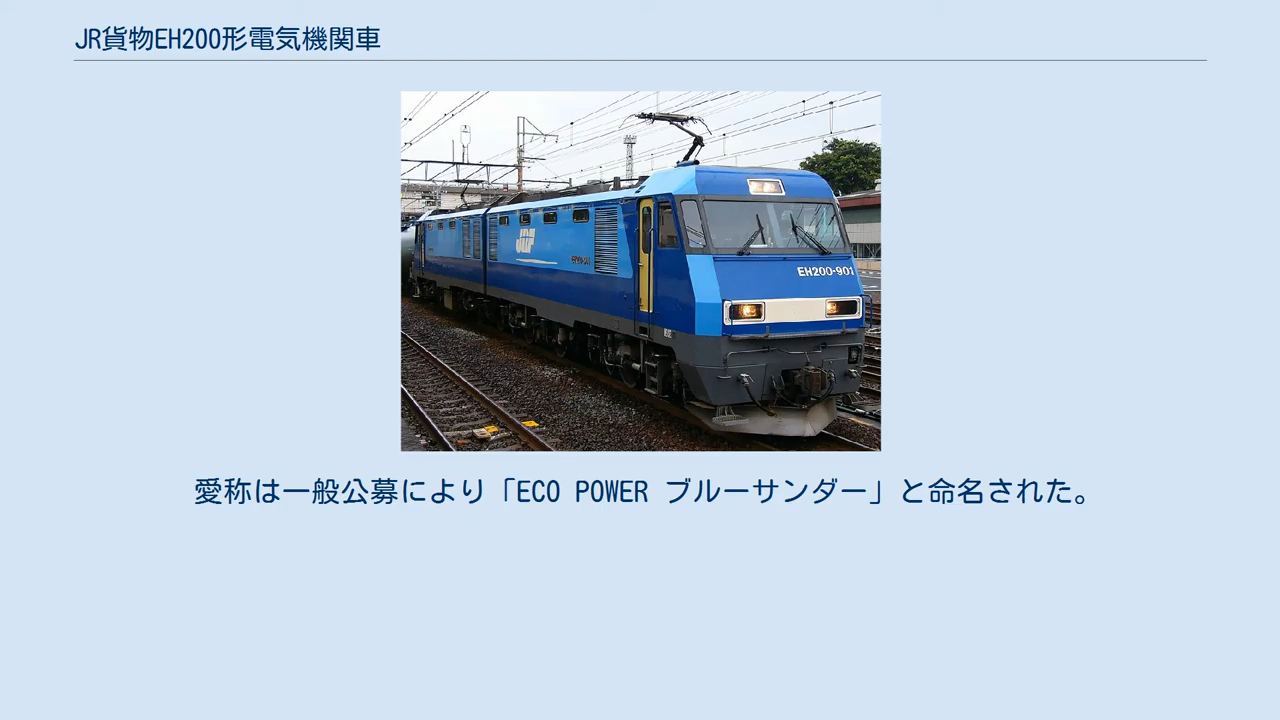 JR貨物EH200形電気機関車
JRF
EH200-901
愛称は一般公募により「ECO POWER ブルーサンダー」と命名された。